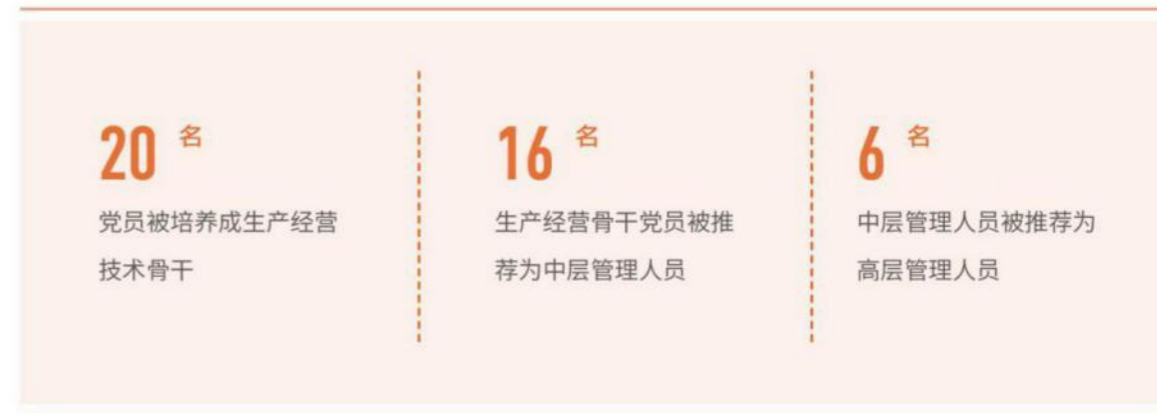 20 名
党员被培养成生产经营
技术骨干
16 名
生产经营骨干党员被推
荐为中层管理人员
6 名
中层管理人员被推荐为
高层管理人员